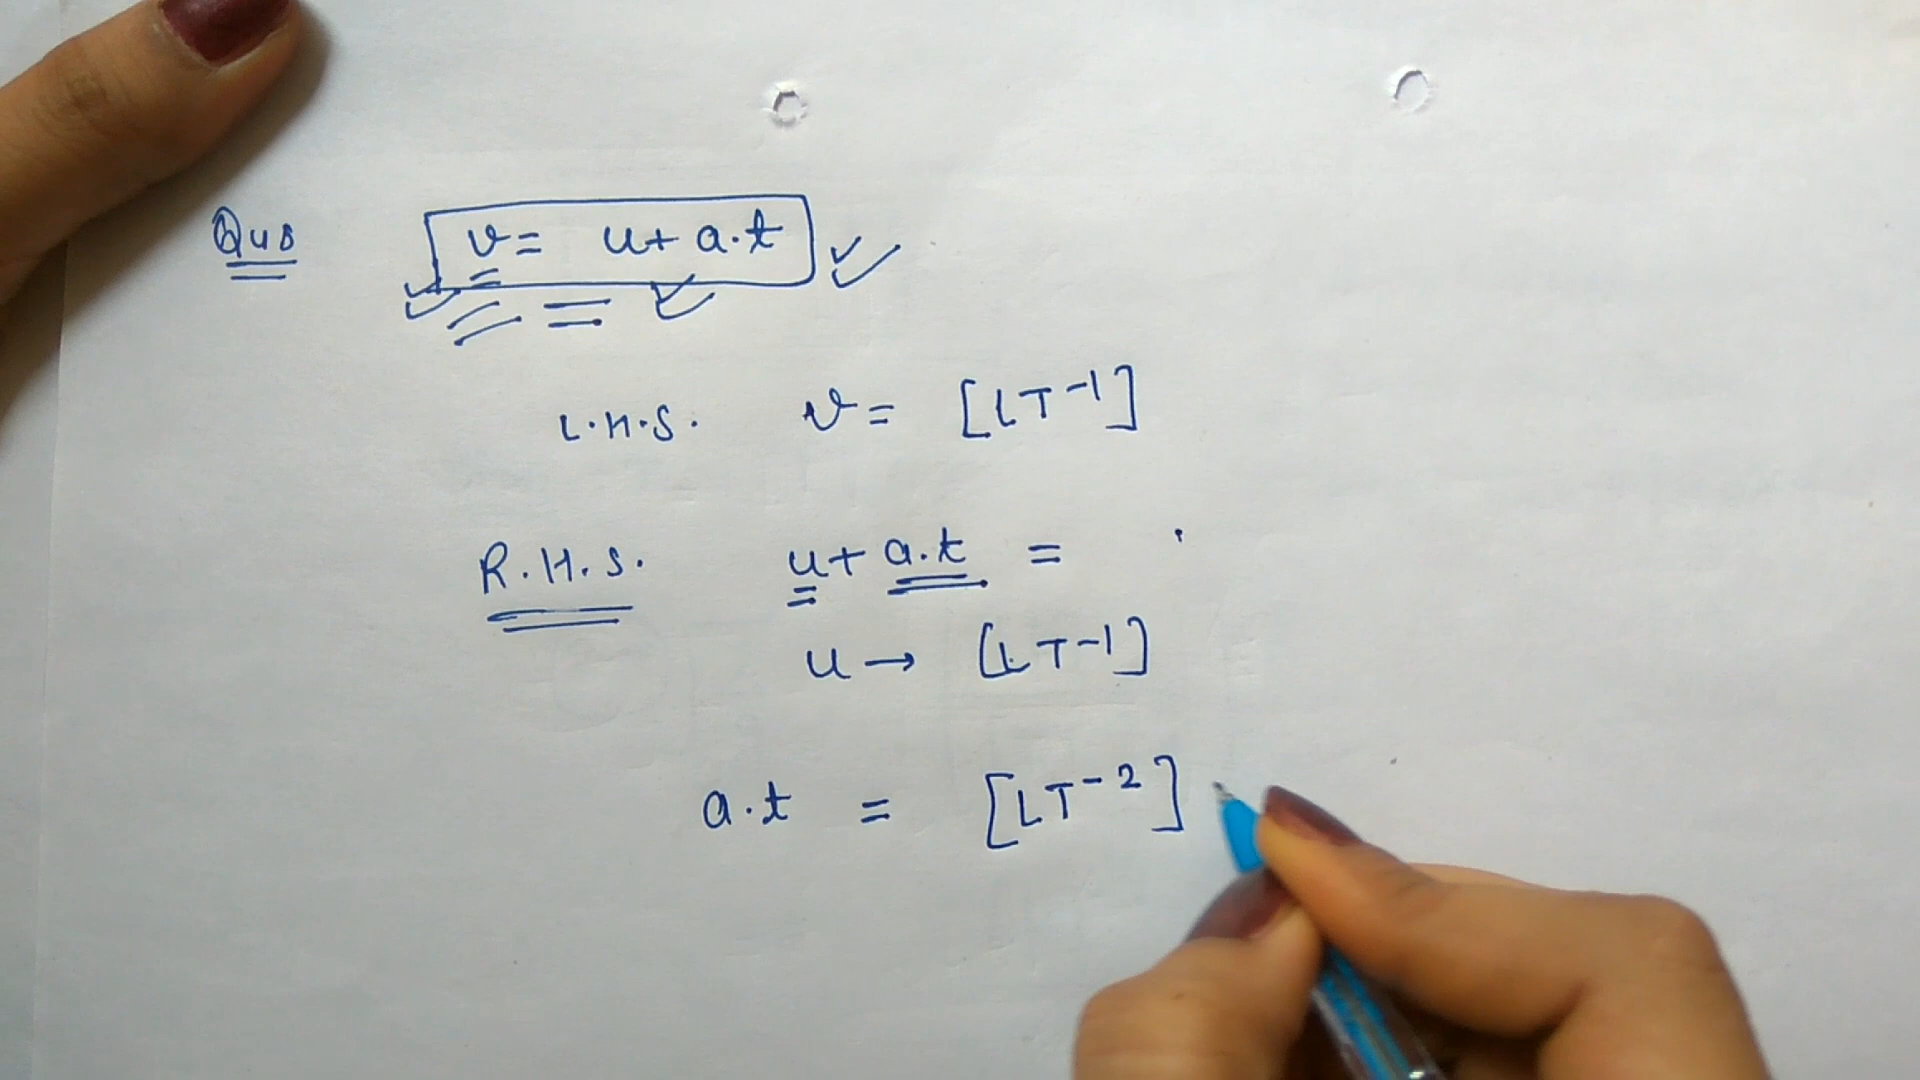 Qus v = u + a.t
L.H.S. v = [LT⁻¹]
R.H.S. u + a.t =
u → [LT⁻¹]
a.t = [LT⁻²]